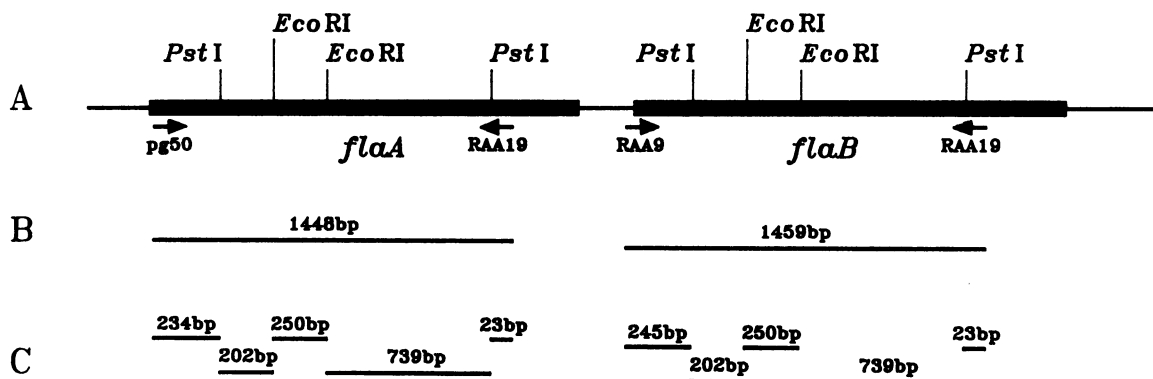 EcoRI EcoRI
PstI EcoRI PstI PstI EcoRI PstI
A
pg50 flaA RAA19 RAA9 flaB RAA19
B 1448bp 1459bp
234bp 250bp 23bp 245bp 250bp 23bp
C 202bp 739bp 202bp 739bp